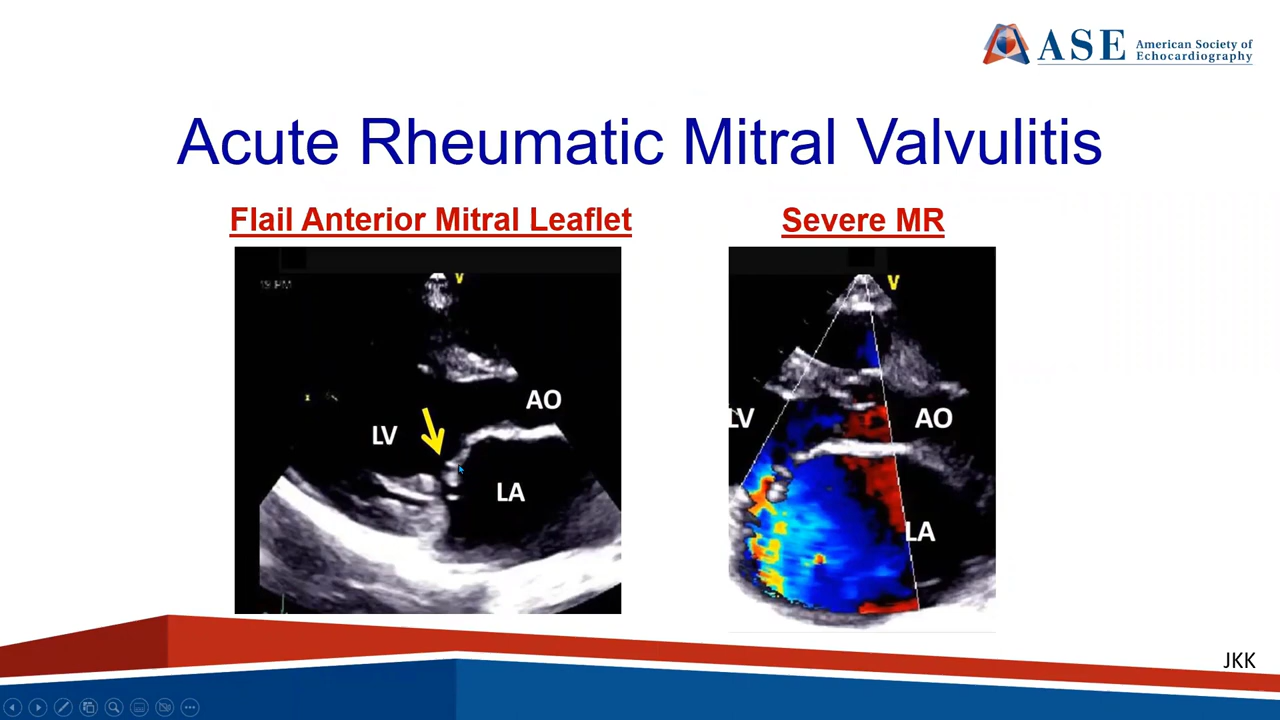 ASE American Society of
Echocardiography
Acute Rheumatic Mitral Valvulitis
Flail Anterior Mitral Leaflet
Severe MR
PM
V
AO
LV
LA
V
LV
AO
LA
JKK